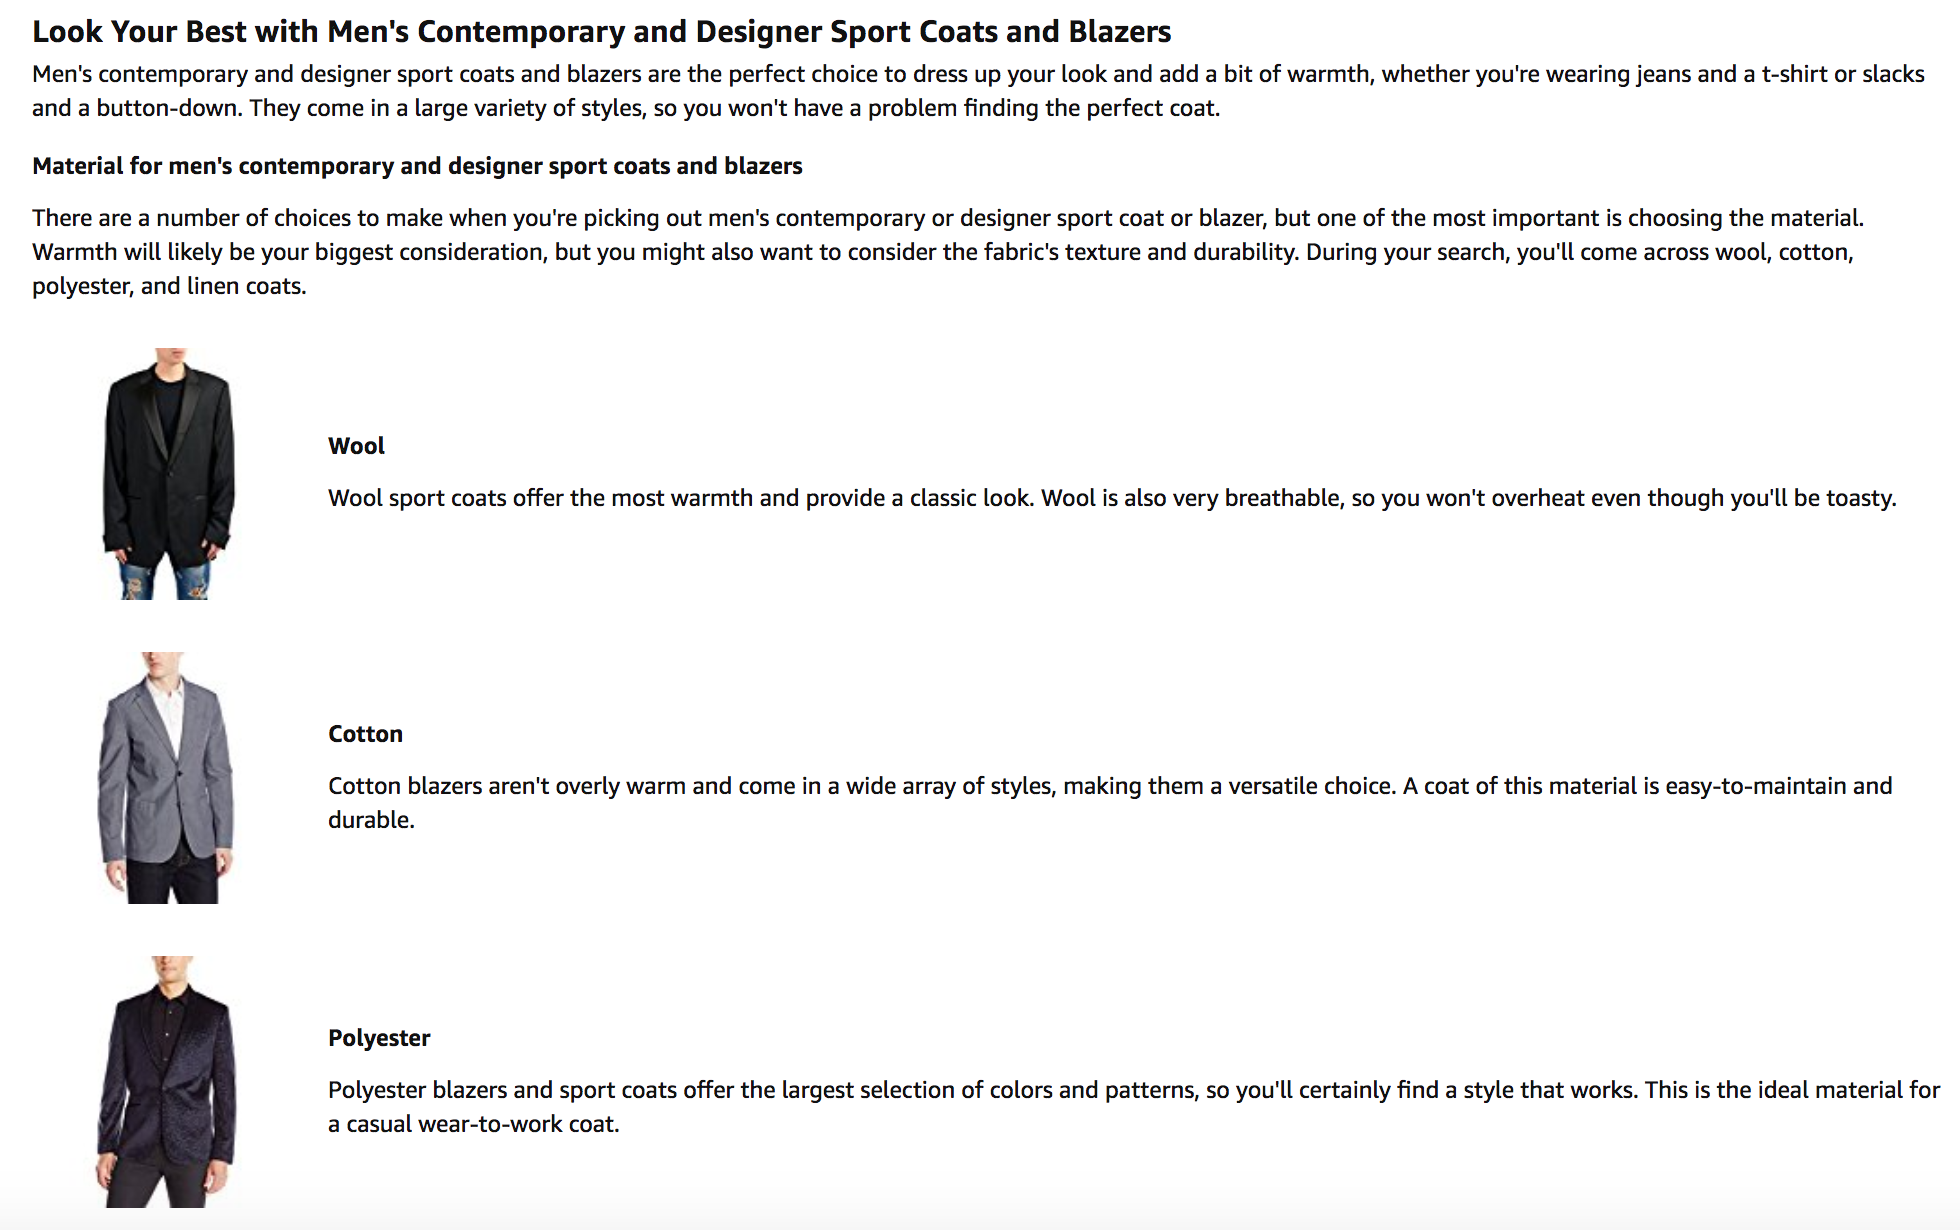 Look Your Best with Men's Contemporary and Designer Sport Coats and Blazers
Men's contemporary and designer sport coats and blazers are the perfect choice to dress up your look and add a bit of warmth, whether you're wearing jeans and a t-shirt or slacks
and a button-down. They come in a large variety of styles, so you won't have a problem finding the perfect coat.
Material for men's contemporary and designer sport coats and blazers
There are a number of choices to make when you're picking out men's contemporary or designer sport coat or blazer, but one of the most important is choosing the material.
Warmth will likely be your biggest consideration, but you might also want to consider the fabric's texture and durability. During your search, you'll come across wool, cotton,
polyester, and linen coats.
Wool
Wool sport coats offer the most warmth and provide a classic look. Wool is also very breathable, so you won't overheat even though you'll be toasty.
Cotton
Cotton blazers aren't overly warm and come in a wide array of styles, making them a versatile choice. A coat of this material is easy-to-maintain and
durable.
Polyester
Polyester blazers and sport coats offer the largest selection of colors and patterns, so you'll certainly find a style that works. This is the ideal material for
a casual wear-to-work coat.